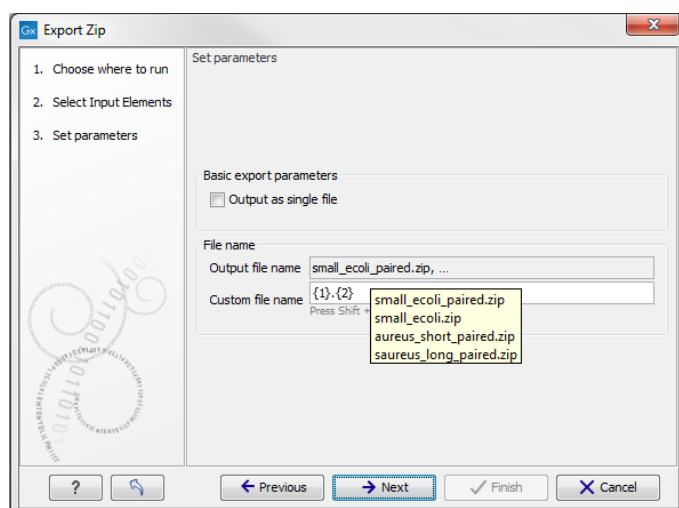 Gx Export Zip
1. Choose where to run
2. Select Input Elements
3. Set parameters
Set parameters
Basic export parameters
Output as single file
File name
Output file name small_ecoli_paired.zip, ...
Custom file name {1}.{2}
Press Shift +
small_ecoli_paired.zip
small_ecoli.zip
aureus_short_paired.zip
saureus_long_paired.zip
?
Previous
Next
Finish
Cancel